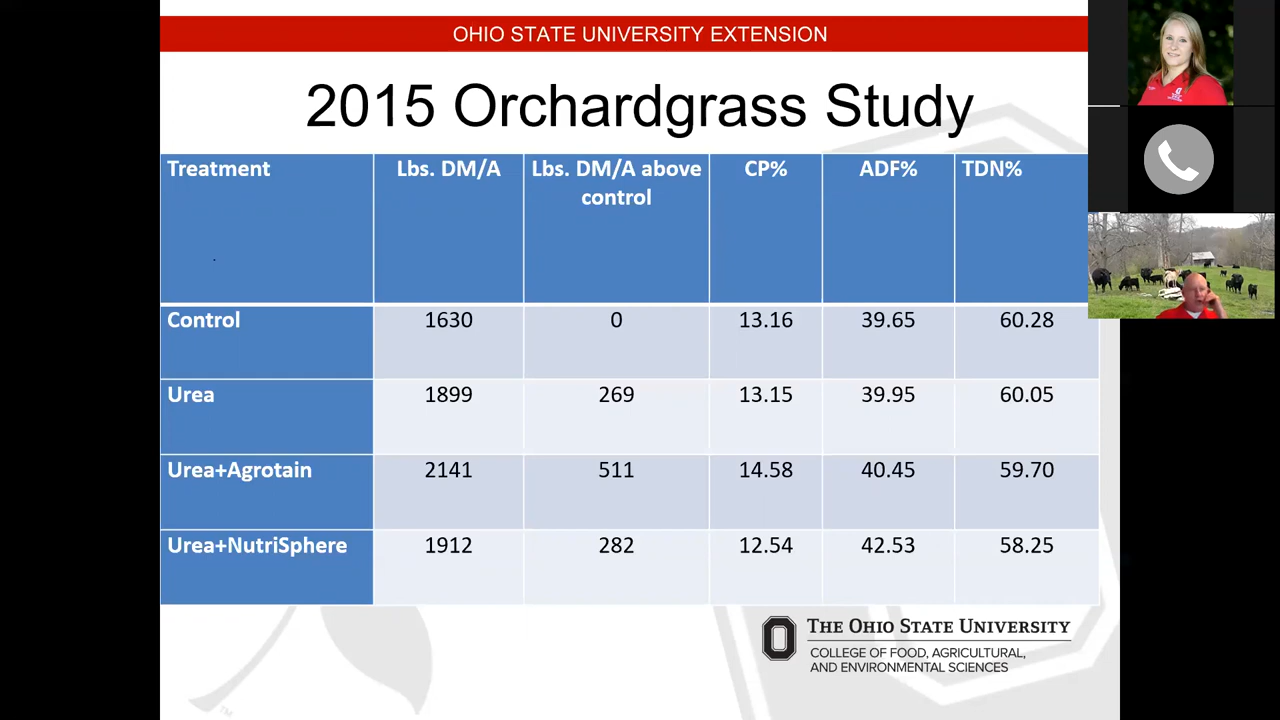 OHIO STATE UNIVERSITY EXTENSION
2015 Orchardgrass Study
Treatment Lbs. DM/A Lbs. DM/A above control CP% ADF% TDN%
Control 1630 0 13.16 39.65 60.28
Urea 1899 269 13.15 39.95 60.05
Urea+Agrotain 2141 511 14.58 40.45 59.70
Urea+NutriSphere 1912 282 12.54 42.53 58.25
THE OHIO STATE UNIVERSITY
COLLEGE OF FOOD, AGRICULTURAL,
AND ENVIRONMENTAL SCIENCES
TM